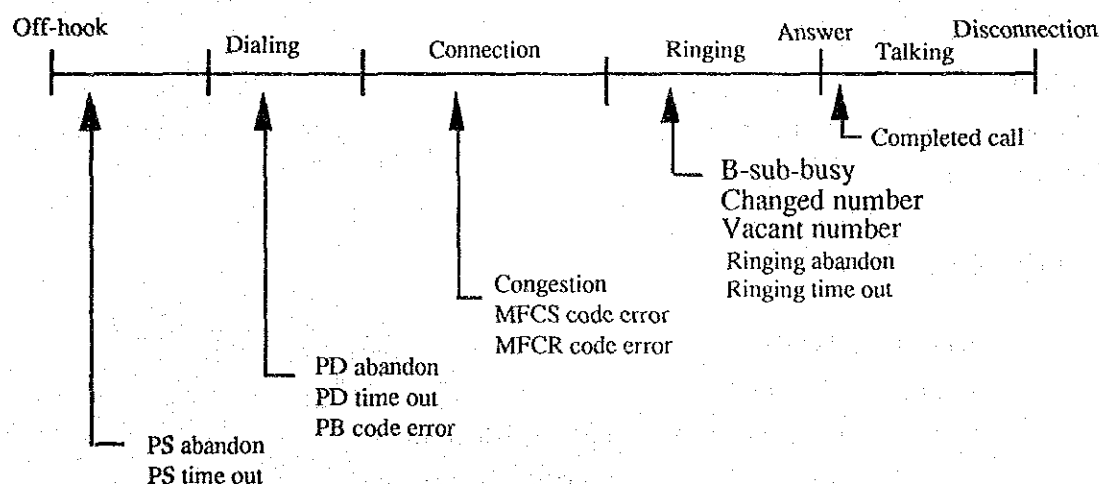 Off-hook
Dialing
Connection
Ringing
Answer
Talking
Disconnection
Completed call
B-sub-busy
Changed number
Vacant number
Ringing abandon
Ringing time out
Congestion
MFCS code error
MFCR code error
PD abandon
PD time out
PB code error
PS abandon
PS time out